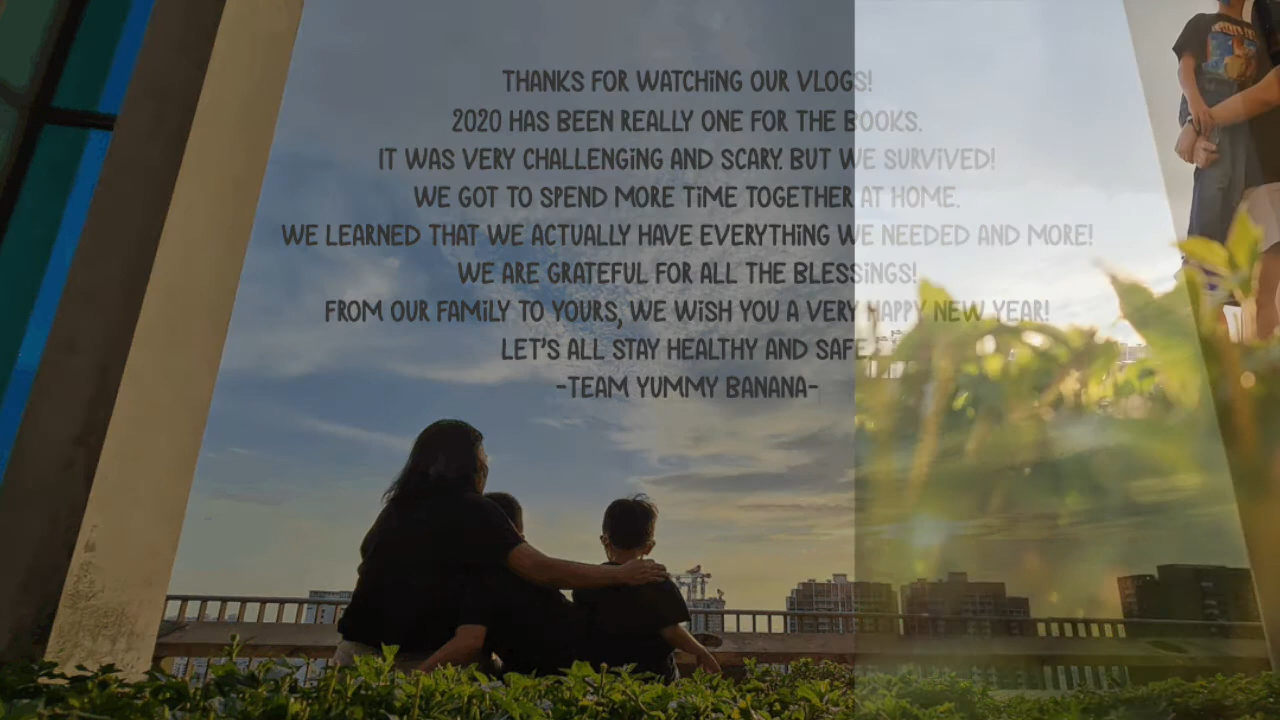 THANKS FOR WATCHING OUR VLOGS!
2020 HAS BEEN REALLY ONE FOR THE BOOKS.
IT WAS VERY CHALLENGING AND SCARY. BUT WE SURVIVED!
WE GOT TO SPEND MORE TIME TOGETHER AT HOME.
WE LEARNED THAT WE ACTUALLY HAVE EVERYTHING WE NEEDED AND MORE!
WE ARE GRATEFUL FOR ALL THE BLESSINGS!
FROM OUR FAMILY TO YOURS, WE WISH YOU A VERY HAPPY NEW YEAR!
LET'S ALL STAY HEALTHY AND SAFE.
-TEAM YUMMY BANANA-